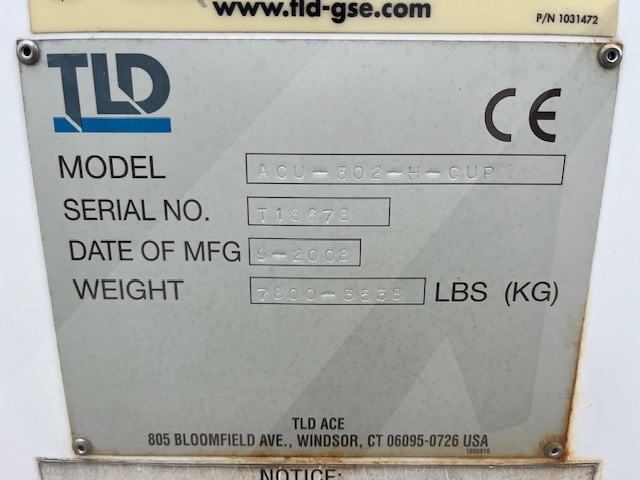 www.tld-gse.com
P/N 1031472
TLD
CE
MODEL ACU-302-H-CUP
SERIAL NO.
DATE OF MFG 9-2008
WEIGHT 7800-3538 LBS (KG)
TLD ACE
805 BLOOMFIELD AVE., WINDSOR, CT 06095-0726 USA
NOTICE: